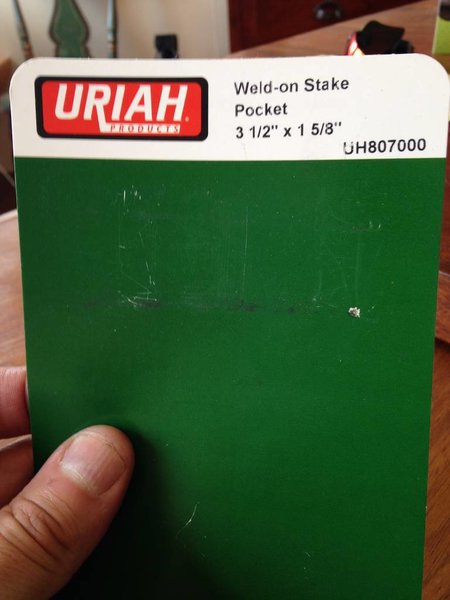 URIAH
PRODUCTS
Weld-on Stake
Pocket
3 1/2" x 1 5/8"
UH807000